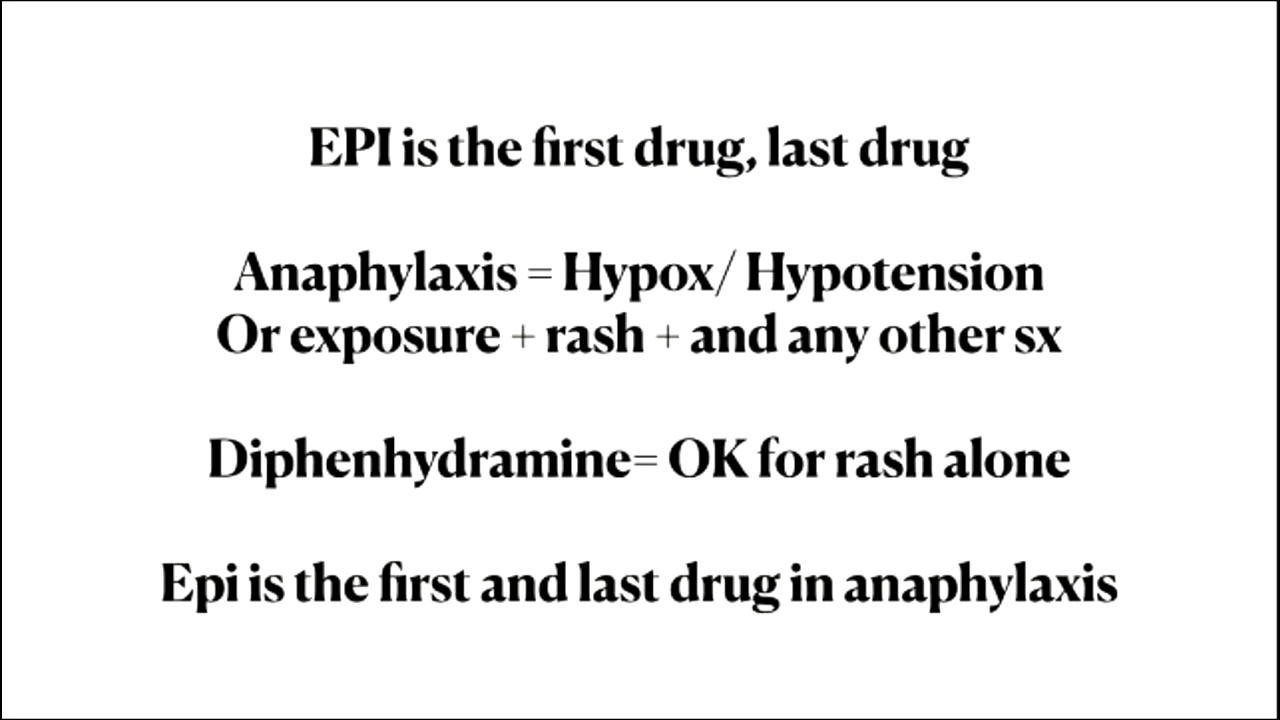 EPI is the first drug, last drug
Anaphylaxis = Hypox/ Hypotension
Or exposure + rash + and any other sx
Diphenhydramine= OK for rash alone
Epi is the first and last drug in anaphylaxis